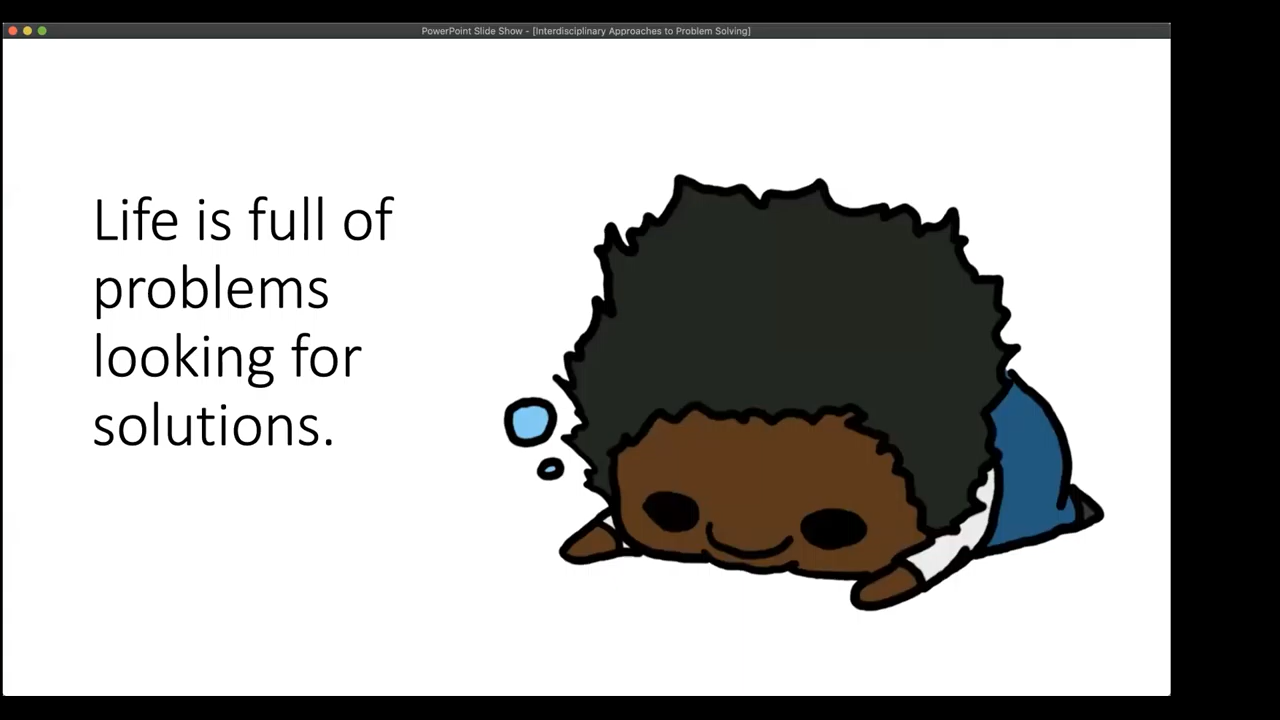 PowerPoint Slide Show - [Interdisciplinary Approaches to Problem Solving]
Life is full of
problems
looking for
solutions.